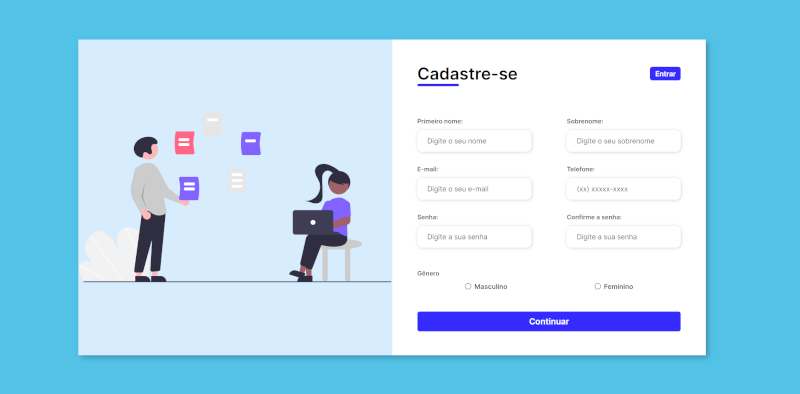 Cadastre-se
Entrar
Primeiro nome:
Sobrenome:
Digite o seu nome
Digite o seu sobrenome
E-mail:
Telefone:
Digite o seu e-mail
(xx) xxxxx-xxxx
Senha:
Confirme a senha:
Digite a sua senha
Digite a sua senha
Gênero
Masculino
Feminino
Continuar